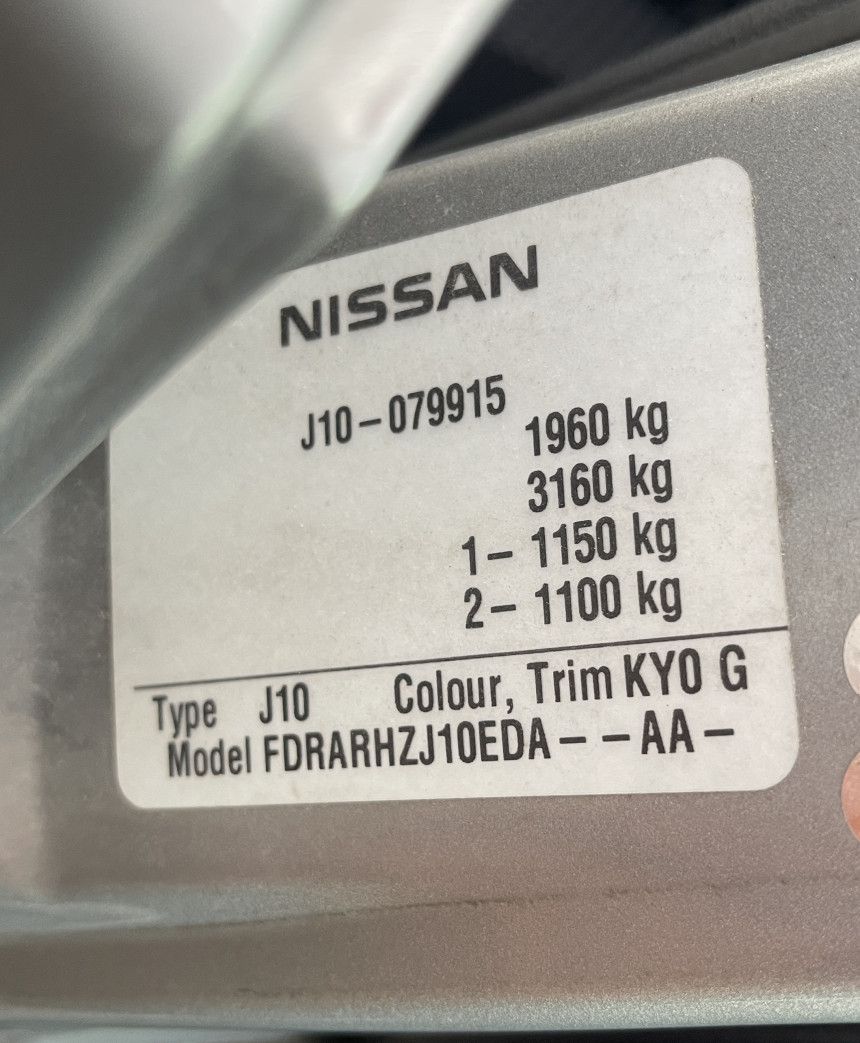 NISSAN
J10-079915
1960 kg
3160 kg
1- 1150 kg
2- 1100 kg
Type J10 Colour, Trim KY0 G
Model FDRARHZJ10EDA - - AA -